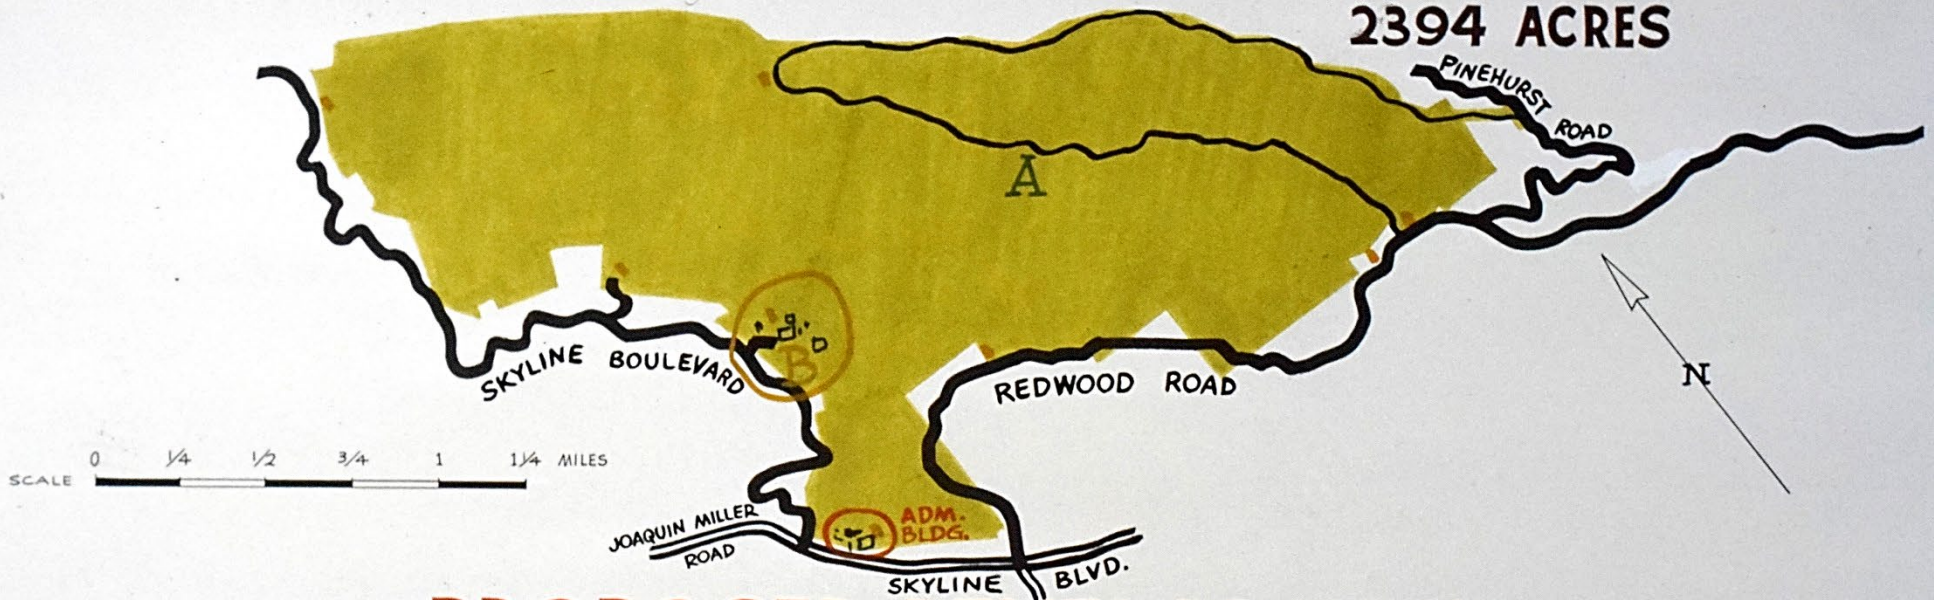 2394 ACRES
PINEHURST
ROAD
A
B
SKYLINE BOULEVARD
REDWOOD ROAD
N
0 1/4 1/2 3/4 1 1 1/4 MILES
SCALE
JOAQUIN MILLER
ROAD
ADM.
BLDG.
SKYLINE BLVD.